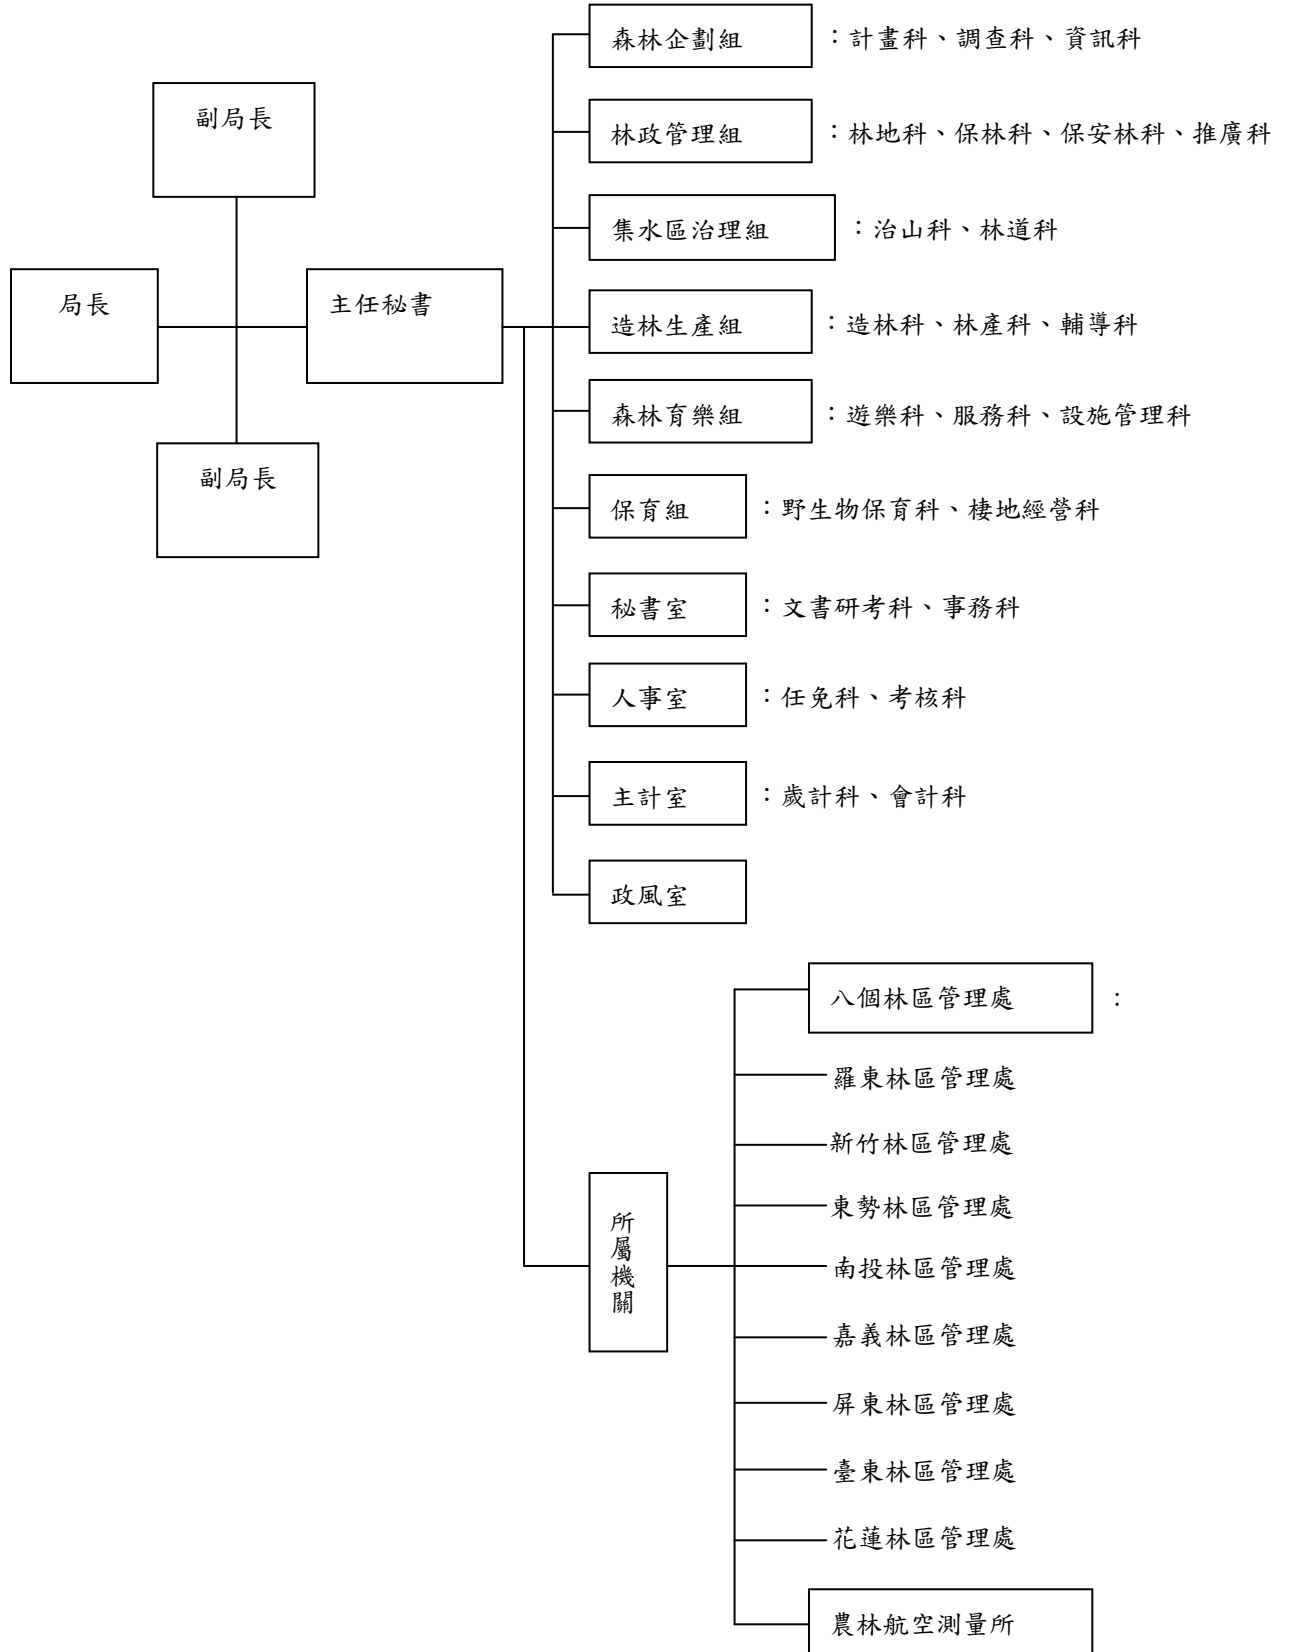 副局長
局長
主任秘書
副局長
森林企劃組：計畫科、調查科、資訊科
林政管理組：林地科、保林科、保安林科、推廣科
集水區治理組：治山科、林道科
造林生產組：造林科、林產科、輔導科
森林育樂組：遊樂科、服務科、設施管理科
保育組：野生物保育科、棲地經營科
秘書室：文書研考科、事務科
人事室：任免科、考核科
主計室：歲計科、會計科
政風室
所屬機關
八個林區管理處：
羅東林區管理處
新竹林區管理處
東勢林區管理處
南投林區管理處
嘉義林區管理處
屏東林區管理處
臺東林區管理處
花蓮林區管理處
農林航空測量所